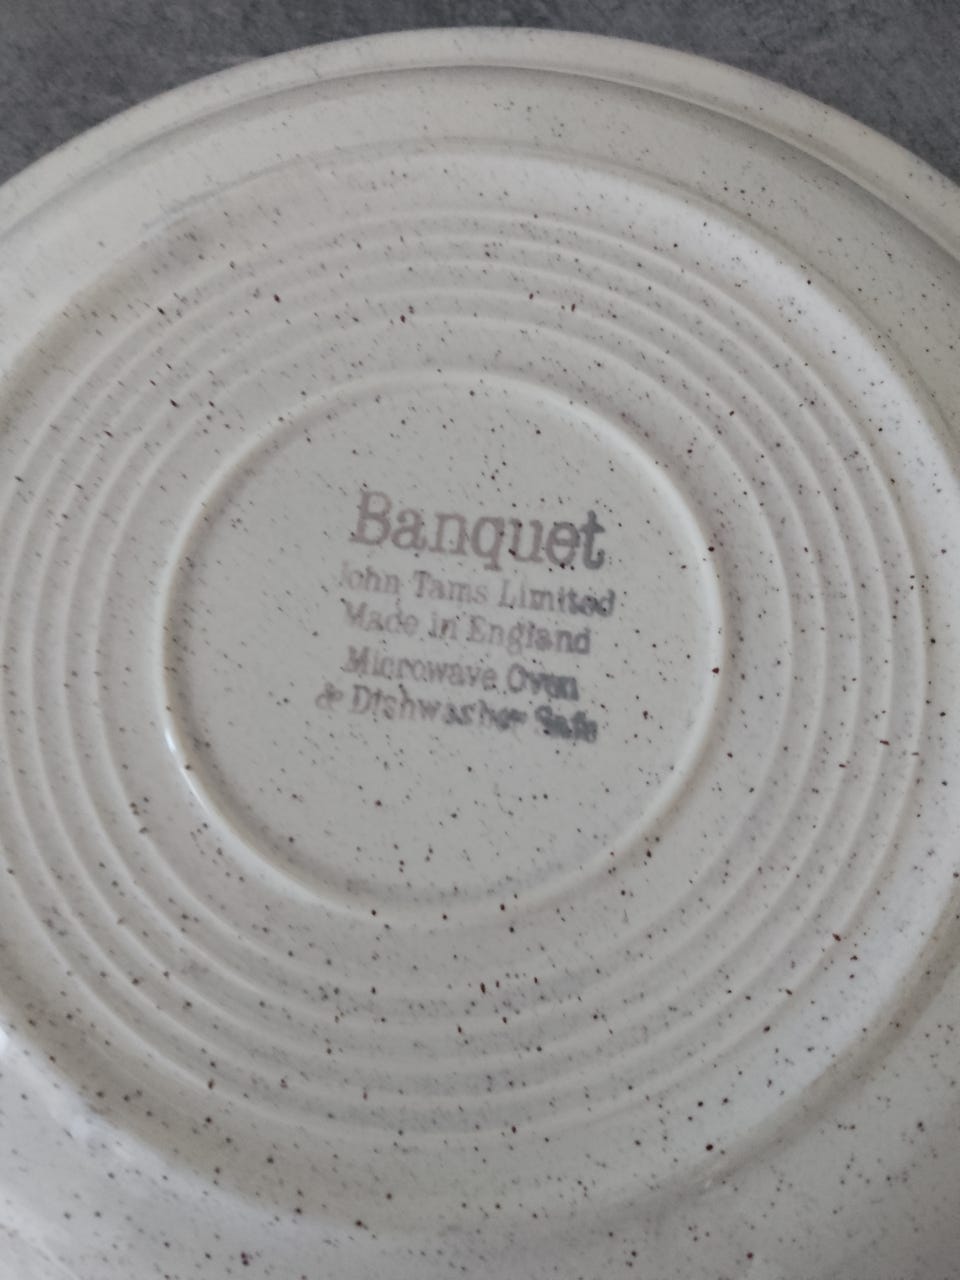 Banquet
John Tams Limited
Made in England
Microwave Oven
& Dishwasher Safe